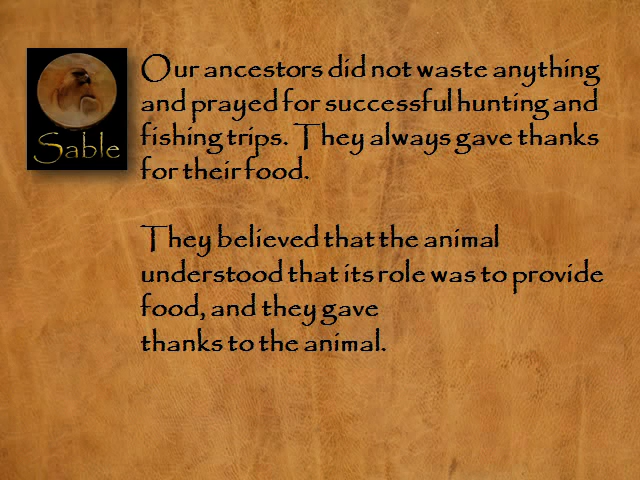 Sable
Our ancestors did not waste anything
and prayed for successful hunting and
fishing trips. They always gave thanks
for their food.
They believed that the animal
understood that its role was to provide
food, and they gave
thanks to the animal.